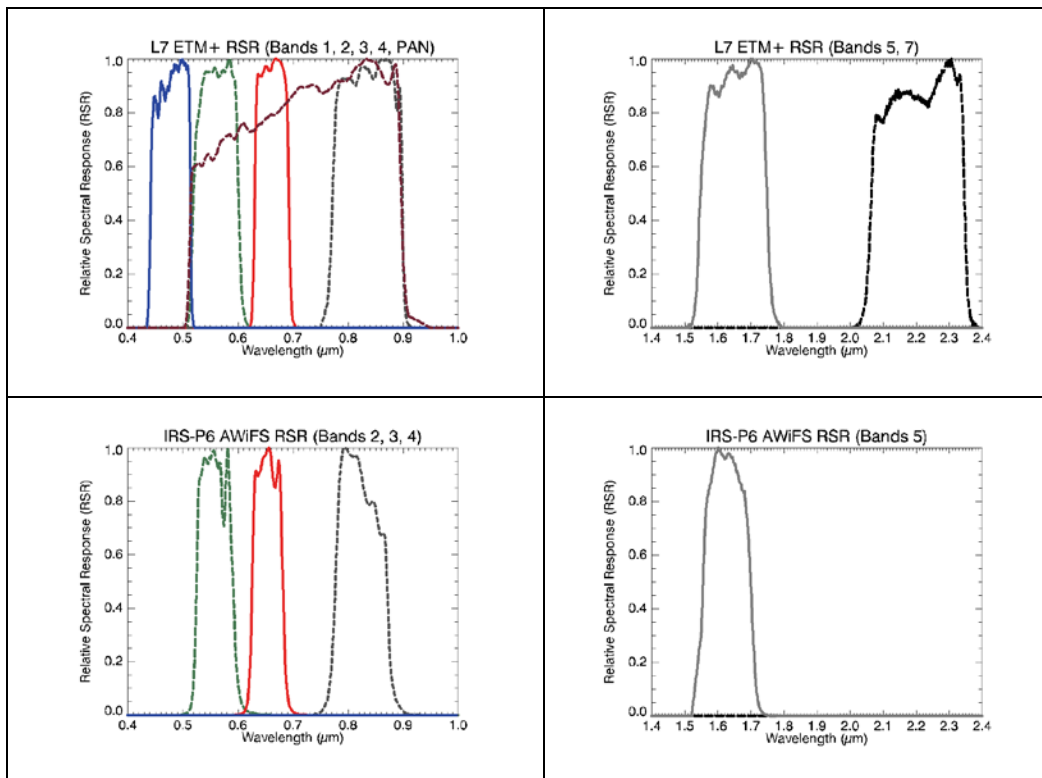 L7 ETM+ RSR (Bands 1, 2, 3, 4, PAN)
Relative Spectral Response (RSR)
1.0
0.8
0.6
0.4
0.2
0.0
0.4 0.5 0.6 0.7 0.8 0.9 1.0
Wavelength (µm)
L7 ETM+ RSR (Bands 5, 7)
Relative Spectral Response (RSR)
1.0
0.8
0.6
0.4
0.2
0.0
1.4 1.5 1.6 1.7 1.8 1.9 2.0 2.1 2.2 2.3 2.4
Wavelength (µm)
IRS-P6 AWiFS RSR (Bands 2, 3, 4)
Relative Spectral Response (RSR)
1.0
0.8
0.6
0.4
0.2
0.0
0.4 0.5 0.6 0.7 0.8 0.9 1.0
Wavelength (µm)
IRS-P6 AWiFS RSR (Bands 5)
Relative Spectral Response (RSR)
1.0
0.8
0.6
0.4
0.2
0.0
1.4 1.5 1.6 1.7 1.8 1.9 2.0 2.1 2.2 2.3 2.4
Wavelength (µm)